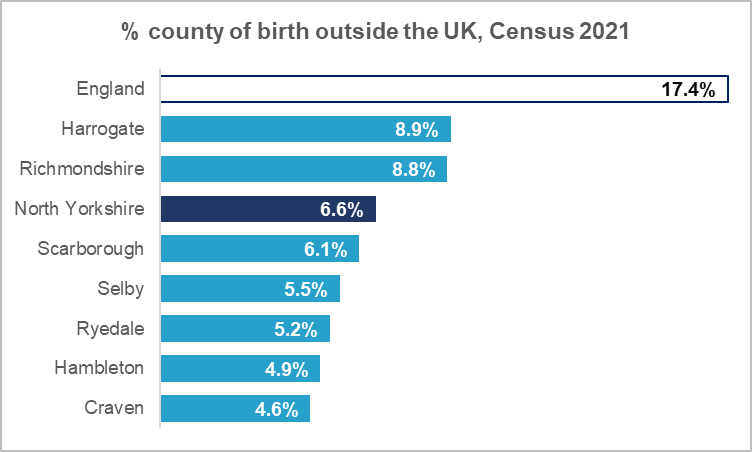 % county of birth outside the UK, Census 2021
England 17.4%
Harrogate 8.9%
Richmondshire 8.8%
North Yorkshire 6.6%
Scarborough 6.1%
Selby 5.5%
Ryedale 5.2%
Hambleton 4.9%
Craven 4.6%